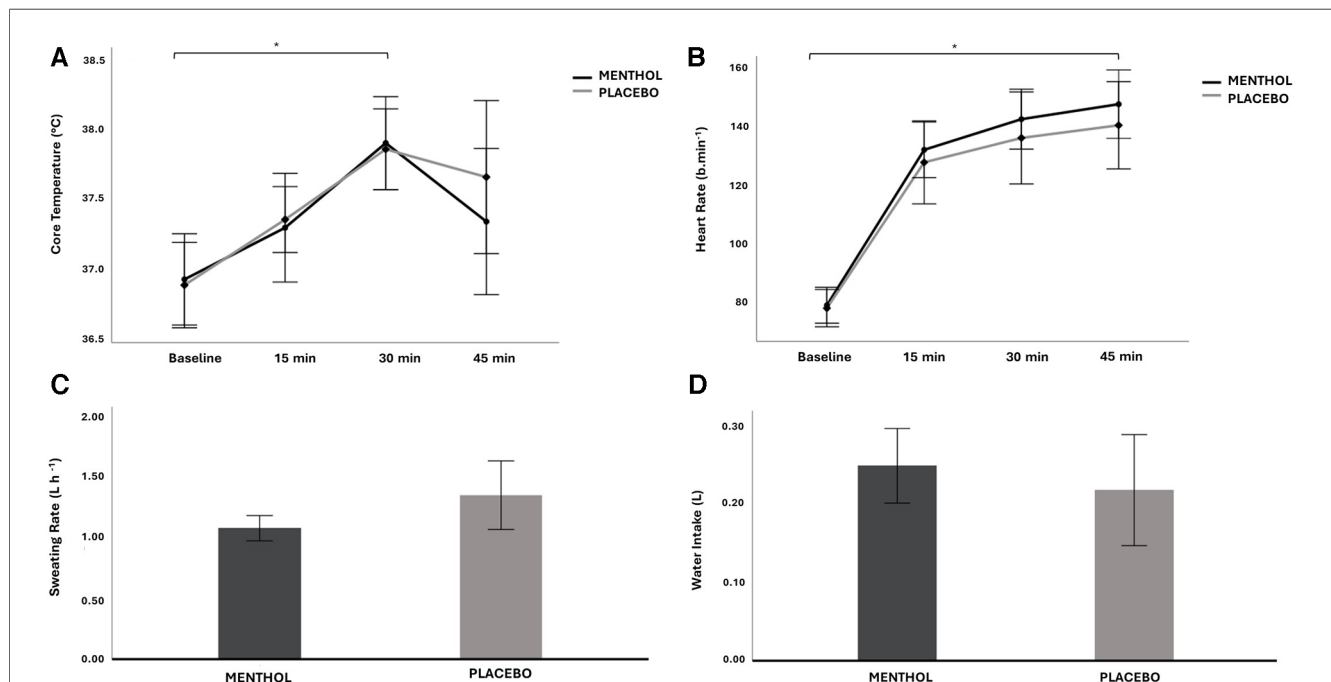 A
*
38.5
38.0
37.5
37.0
36.5
Core Temperature (°C)
MENTHOL
PLACEBO
Baseline 15 min 30 min 45 min
B
*
160
140
120
100
80
Heart Rate (b.min⁻¹)
MENTHOL
PLACEBO
Baseline 15 min 30 min 45 min
C
2.00
1.50
1.00
0.50
0.00
Sweating Rate (L h ⁻¹)
MENTHOL PLACEBO
D
0.30
0.20
0.10
0.00
Water Intake (L)
MENTHOL PLACEBO